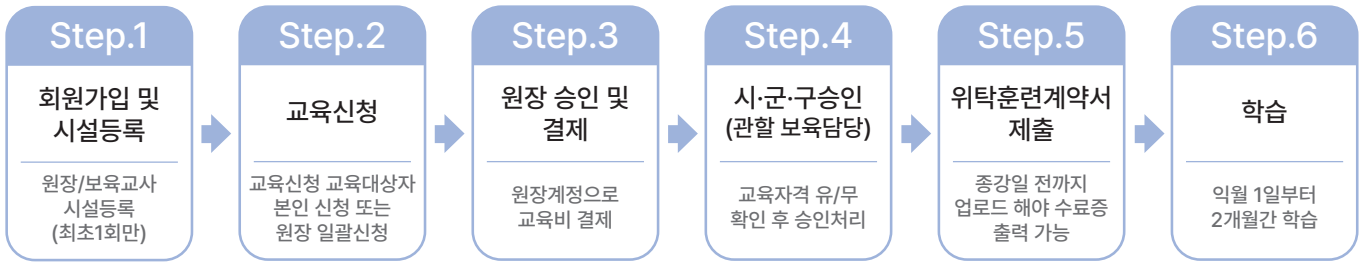 Step.1
회원가입 및
시설등록
원장/보육교사
시설등록
(최초1회만)
Step.2
교육신청
교육신청 교육대상자
본인 신청 또는
원장 일괄신청
Step.3
원장 승인 및
결제
원장계정으로
교육비 결제
Step.4
시·군·구승인
(관할 보육담당)
교육자격 유/무
확인 후 승인처리
Step.5
위탁훈련계약서
제출
종강일 전까지
업로드 해야 수료증
출력 가능
Step.6
학습
익월 1일부터
2개월간 학습